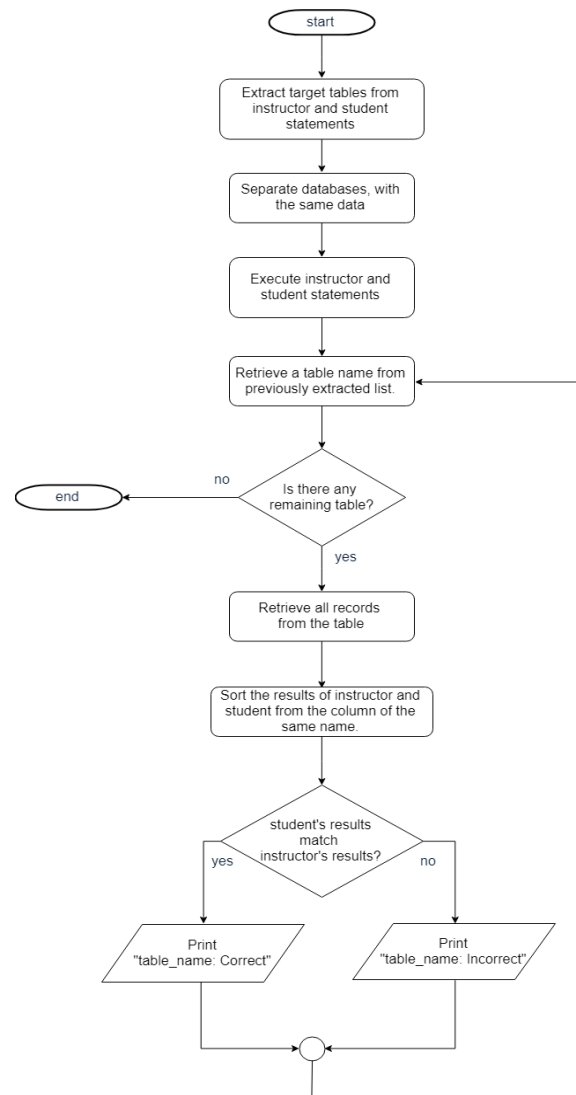 start
Extract target tables from
instructor and student
statements
Separate databases, with
the same data
Execute instructor and
student statements
Retrieve a table name from
previously extracted list.
Is there any
remaining table?
no
end
yes
Retrieve all records
from the table
Sort the results of instructor and
student from the column of the
same name.
student's results
match
instructor's results?
yes
no
Print
"table_name: Correct"
Print
"table_name: Incorrect"